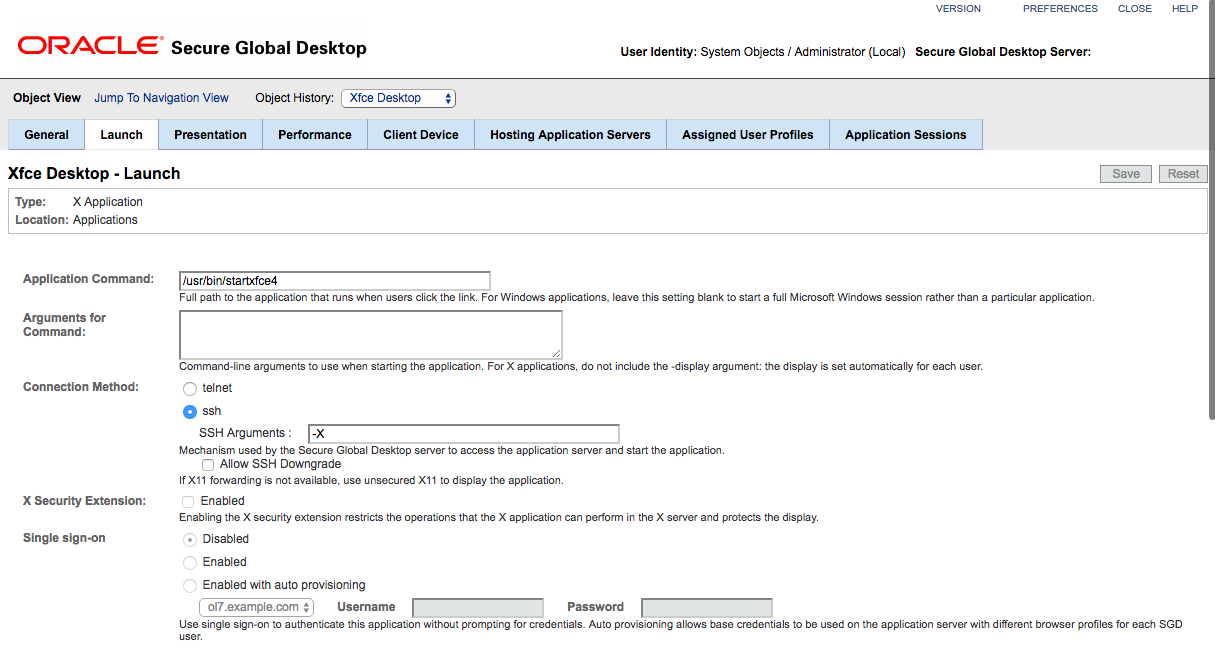 VERSION PREFERENCES CLOSE HELP
ORACLE® Secure Global Desktop
User Identity: System Objects / Administrator (Local) Secure Global Desktop Server:
Object View Jump To Navigation View Object History: Xfce Desktop
General Launch Presentation Performance Client Device Hosting Application Servers Assigned User Profiles Application Sessions
Xfce Desktop - Launch Save Reset
Type: X Application
Location: Applications
Application Command: /usr/bin/startxfce4
Full path to the application that runs when users click the link. For Windows applications, leave this setting blank to start a full Microsoft Windows session rather than a particular application.
Arguments for
Command:
Command-line arguments to use when starting the application. For X applications, do not include the -display argument: the display is set automatically for each user.
Connection Method: telnet
ssh
SSH Arguments : -X
Mechanism used by the Secure Global Desktop server to access the application server and start the application.
Allow SSH Downgrade
If X11 forwarding is not available, use unsecured X11 to display the application.
X Security Extension: Enabled
Enabling the X security extension restricts the operations that the X application can perform in the X server and protects the display.
Single sign-on Disabled
Enabled
Enabled with auto provisioning
ol7.example.com Username Password
Use single sign-on to authenticate this application without prompting for credentials. Auto provisioning allows base credentials to be used on the application server with different browser profiles for each SGD
user.